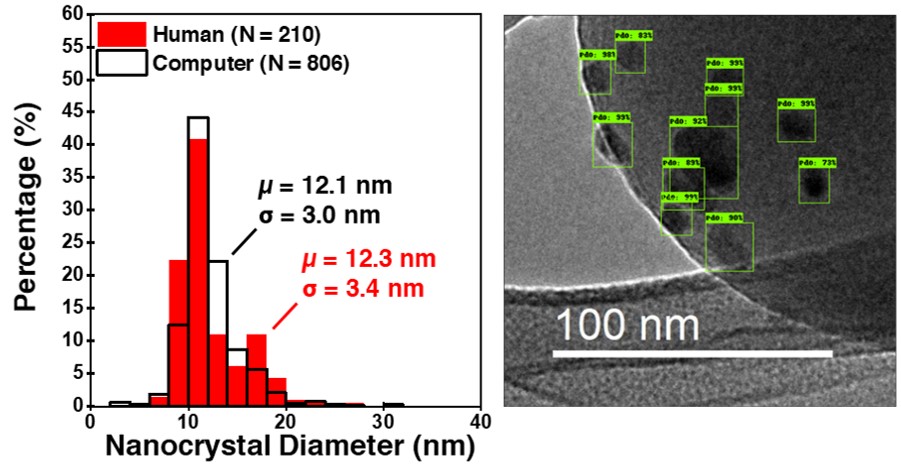 60
55
50
45
40
35
30
25
20
15
10
5
0
Percentage (%)
Human (N = 210)
Computer (N = 806)
μ = 12.1 nm
σ = 3.0 nm
μ = 12.3 nm
σ = 3.4 nm
0 10 20 30 40
Nanocrystal Diameter (nm)
PdO: 83%
PdO: 98%
PdO: 99%
PdO: 99%
PdO: 99%
PdO: 99%
PdO: 92%
PdO: 89%
PdO: 73%
PdO: 99%
PdO: 90%
100 nm